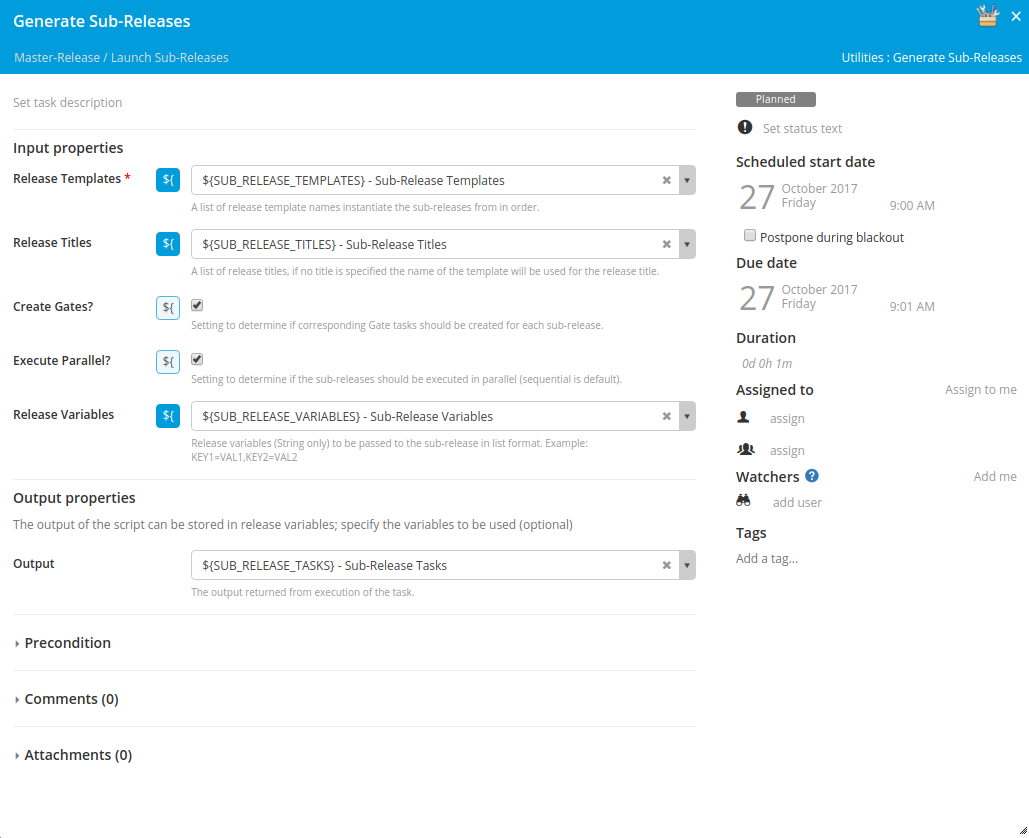 Generate Sub-Releases
Master-Release / Launch Sub-Releases
Utilities : Generate Sub-Releases
Set task description
Input properties
Release Templates *
${
${SUB_RELEASE_TEMPLATES} - Sub-Release Templates
A list of release template names instantiate the sub-releases from in order.
Release Titles
${
${SUB_RELEASE_TITLES} - Sub-Release Titles
A list of release titles, if no title is specified the name of the template will be used for the release title.
Create Gates?
${
Setting to determine if corresponding Gate tasks should be created for each sub-release.
Execute Parallel?
${
Setting to determine if the sub-releases should be executed in parallel (sequential is default).
Release Variables
${
${SUB_RELEASE_VARIABLES} - Sub-Release Variables
Release variables (String only) to be passed to the sub-release in list format. Example:
KEY1=VAL1,KEY2=VAL2
Output properties
The output of the script can be stored in release variables; specify the variables to be used (optional)
Output
${SUB_RELEASE_TASKS} - Sub-Release Tasks
The output returned from execution of the task.
Precondition
Comments (0)
Attachments (0)
Planned
Set status text
Scheduled start date
27
October 2017
Friday
9:00 AM
Postpone during blackout
Due date
27
October 2017
Friday
9:01 AM
Duration
0d 0h 1m
Assigned to
Assign to me
assign
assign
Watchers ?
Add me
add user
Tags
Add a tag...